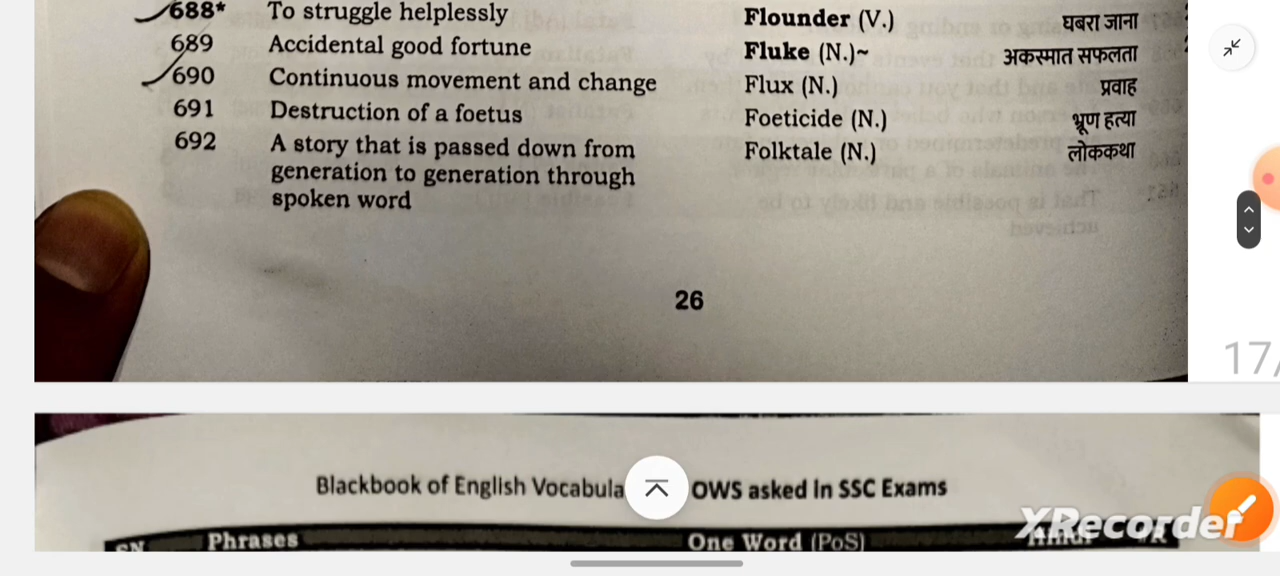 688* To struggle helplessly Flounder (V.) घबरा जाना
689 Accidental good fortune Fluke (N.)~ अकस्मात सफलता
690 Continuous movement and change Flux (N.) प्रवाह
691 Destruction of a foetus Foeticide (N.) भ्रूण हत्या
692 A story that is passed down from Folktale (N.) लोककथा
generation to generation through
spoken word
26
17/
Blackbook of English Vocabula OWS asked in SSC Exams
XRecorder
SN Phrases One Word (PoS)